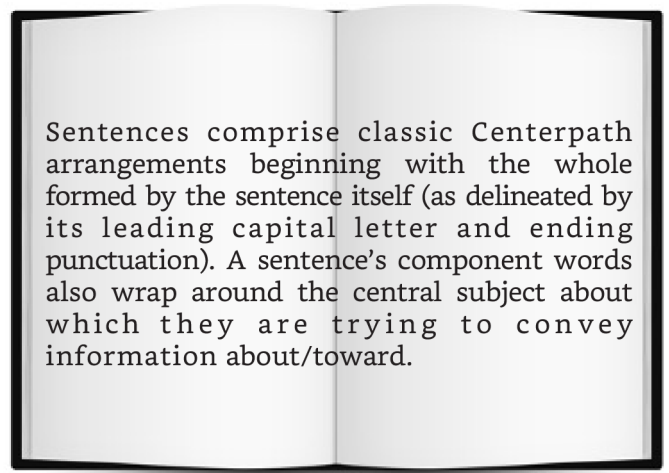 Sentences comprise classic Centerpath
arrangements beginning with the whole
formed by the sentence itself (as delineated by
its leading capital letter and ending
punctuation). A sentence’s component words
also wrap around the central subject about
which they are trying to convey
information about/toward.